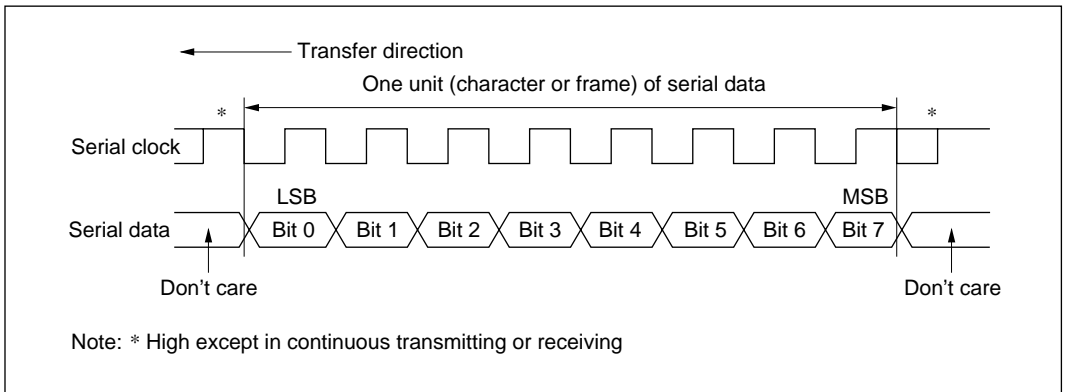 Transfer direction
One unit (character or frame) of serial data
* *
Serial clock
LSB MSB
Serial data Bit 0 Bit 1 Bit 2 Bit 3 Bit 4 Bit 5 Bit 6 Bit 7
Don't care Don't care
Note: * High except in continuous transmitting or receiving